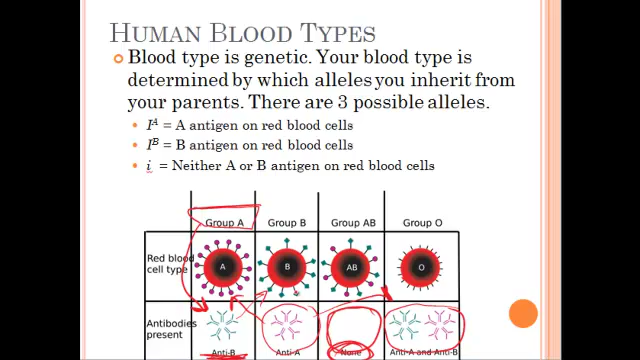 HUMAN BLOOD TYPES
Blood type is genetic. Your blood type is
determined by which alleles you inherit from
your parents. There are 3 possible alleles.
I^A = A antigen on red blood cells
I^B = B antigen on red blood cells
i = Neither A or B antigen on red blood cells
Group A Group B Group AB Group O
Red blood
cell type
A B AB O
Antibodies
present
Anti-B Anti-A None Anti-A and Anti-B